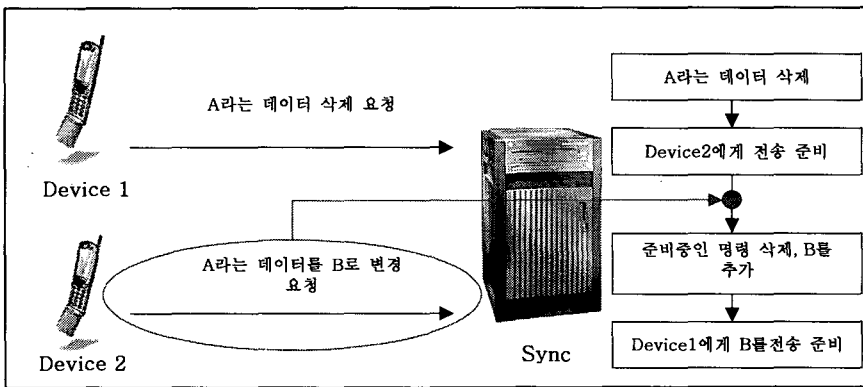 A라는 데이터 삭제 요청
Device 1
A라는 데이터를 B로 변경
요청
Device 2
Sync
A라는 데이터 삭제
Device2에게 전송 준비
준비중인 명령 삭제, B를
추가
Device1에게 B를전송 준비